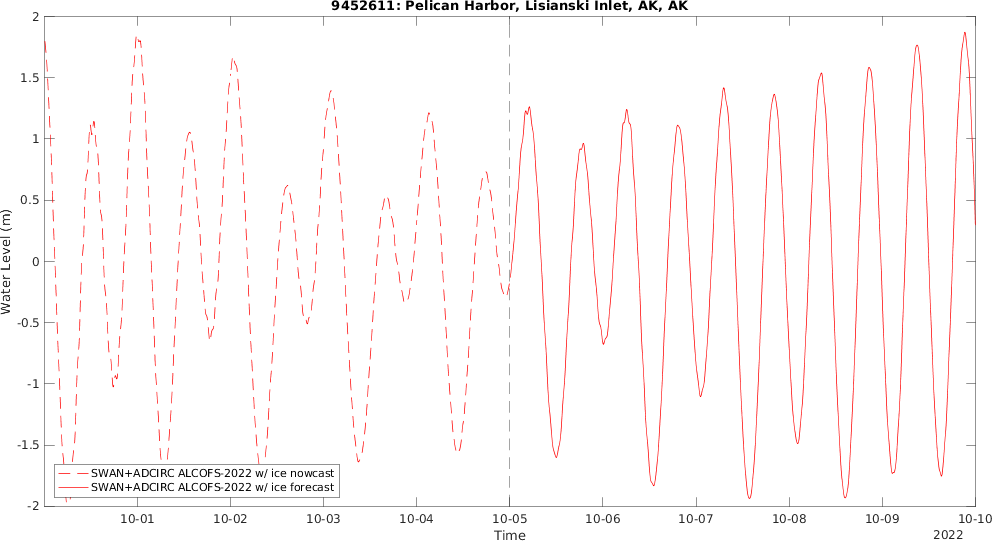 9452611: Pelican Harbor, Lisianski Inlet, AK, AK
2
1.5
1
0.5
0
-0.5
-1
-1.5
-2
Water Level (m)
SWAN+ADCIRC ALCOFS-2022 w/ ice nowcast
SWAN+ADCIRC ALCOFS-2022 w/ ice forecast
10-01 10-02 10-03 10-04 10-05 10-06 10-07 10-08 10-09 10-10
Time
2022